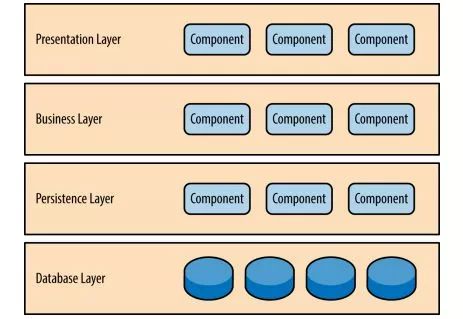 Presentation Layer Component Component Component
Business Layer Component Component Component
Persistence Layer Component Component Component
Database Layer